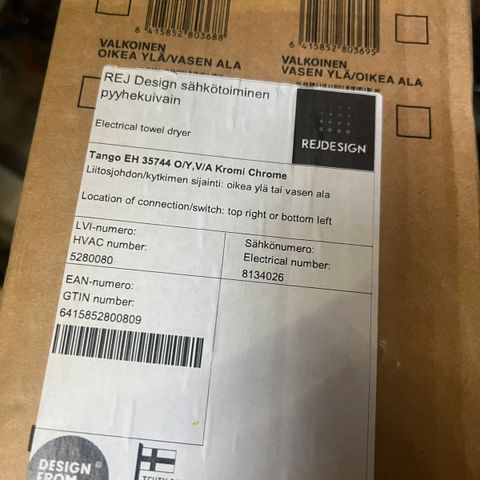 6 415852 803688
6 415852 803695
VALKOINEN
OIKEA YLÄ/VASEN ALA
VALKOINEN
VASEN YLÄ/OIKEA ALA
REJ Design sähkötoiminen
pyyhekuivain
Electrical towel dryer
REJDESIGN
Tango EH 35744 O/Y,V/A Kromi Chrome
Liitosjohdon/kytkimen sijainti: oikea ylä tai vasen ala
Location of connection/switch: top right or bottom left
LVI-numero:
HVAC number:
5280080
Sähkönumero:
Electrical number:
8134026
EAN-numero:
GTIN number:
6415852800809
DESIGN
FROM